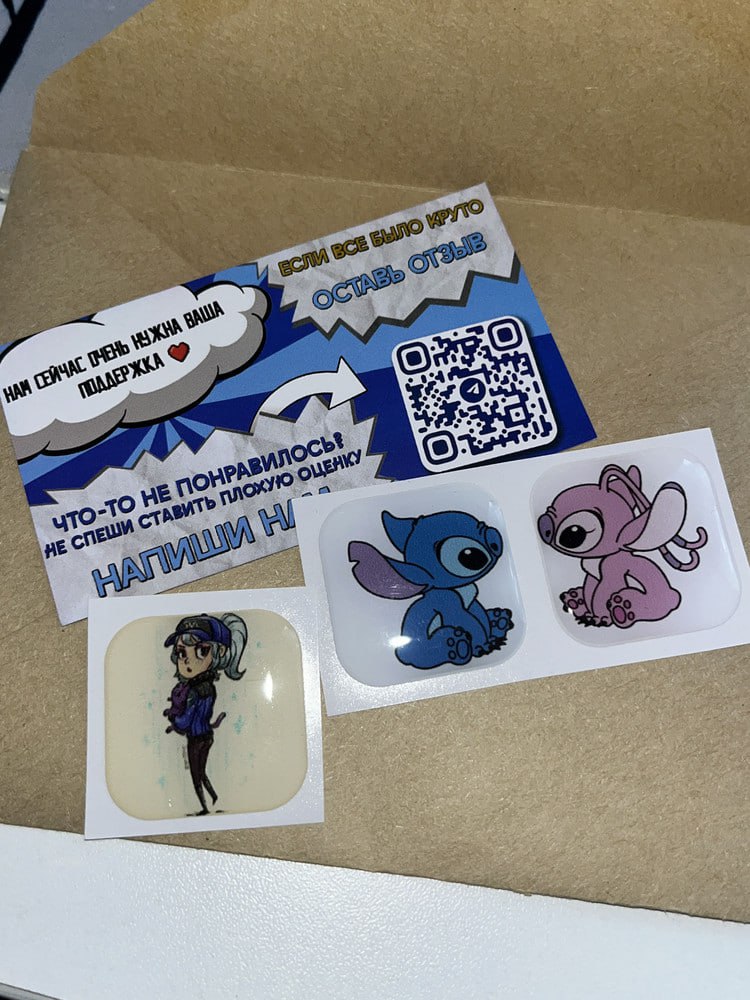 ЕСЛИ ВСЕ БЫЛО КРУТО
ОСТАВЬ ОТЗЫВ
НАМ СЕЙЧАС ОЧЕНЬ НУЖНА ВАША
ПОДДЕРЖКА
ЧТО-ТО НЕ ПОНРАВИЛОСЬ?
НЕ СПЕШИ СТАВИТЬ ПЛОХУЮ ОЦЕНКУ
НАПИШИ